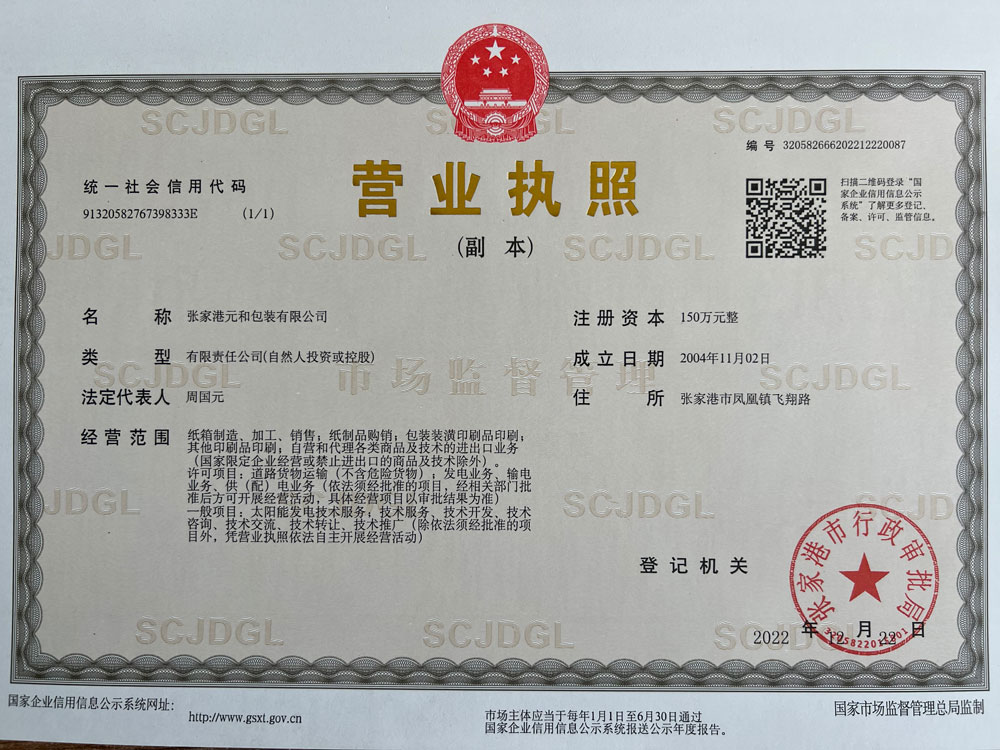 编号 320582666202212220087
统一社会信用代码
91320582767398333E (1/1)
营业执照
(副 本)
扫描二维码登录“国
家企业信用信息公示
系统”了解更多登记、
备案、许可、监管信息。
名 称 张家港元和包装有限公司
类 型 有限责任公司(自然人投资或控股)
法定代表人 周国元
经营范围 纸箱制造、加工、销售；纸制品购销；包装装潢印刷品印刷；
其他印刷品印刷；自营和代理各类商品及技术的进出口业务
（国家限定企业经营或禁止进出口的商品及技术除外）。
许可项目：道路货物运输（不含危险货物）；发电业务、输电
业务、供（配）电业务（依法须经批准的项目，经相关部门批
准后方可开展经营活动，具体经营项目以审批结果为准）
一般项目：太阳能发电技术服务；技术服务、技术开发、技术
咨询、技术交流、技术转让、技术推广（除依法须经批准的项
目外，凭营业执照依法自主开展经营活动）
注册资本 150万元整
成立日期 2004年11月02日
住 所 张家港市凤凰镇飞翔路
登记机关
张家港市行政审批局
2022 年 12 月 22 日
国家企业信用信息公示系统网址：
http://www.gsxt.gov.cn
市场主体应当于每年1月1日至6月30日通过
国家企业信用信息公示系统报送公示年度报告。
国家市场监督管理总局监制
SCJDGL
市场监督管理